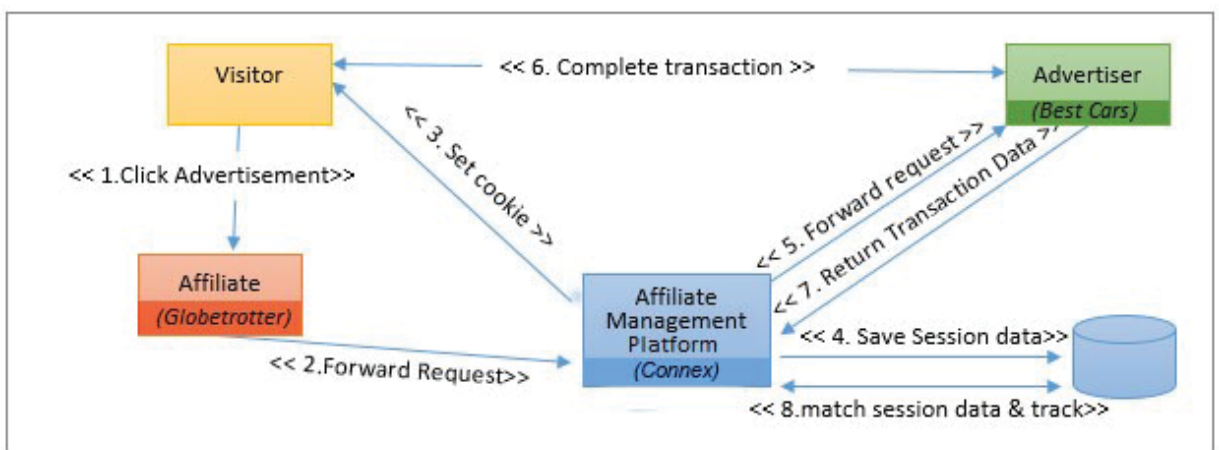 Visitor
<< 6. Complete transaction >>
Advertiser
(Best Cars)
<< 1.Click Advertisement>>
<< 3. Set cookie >>
<< 5. Forward request >>
<< 7. Return Transaction Data >>
Affiliate
(Globetrotter)
<< 2.Forward Request>>
Affiliate
Management
Platform
(Connex)
<< 4. Save Session data>>
<< 8.match session data & track>>